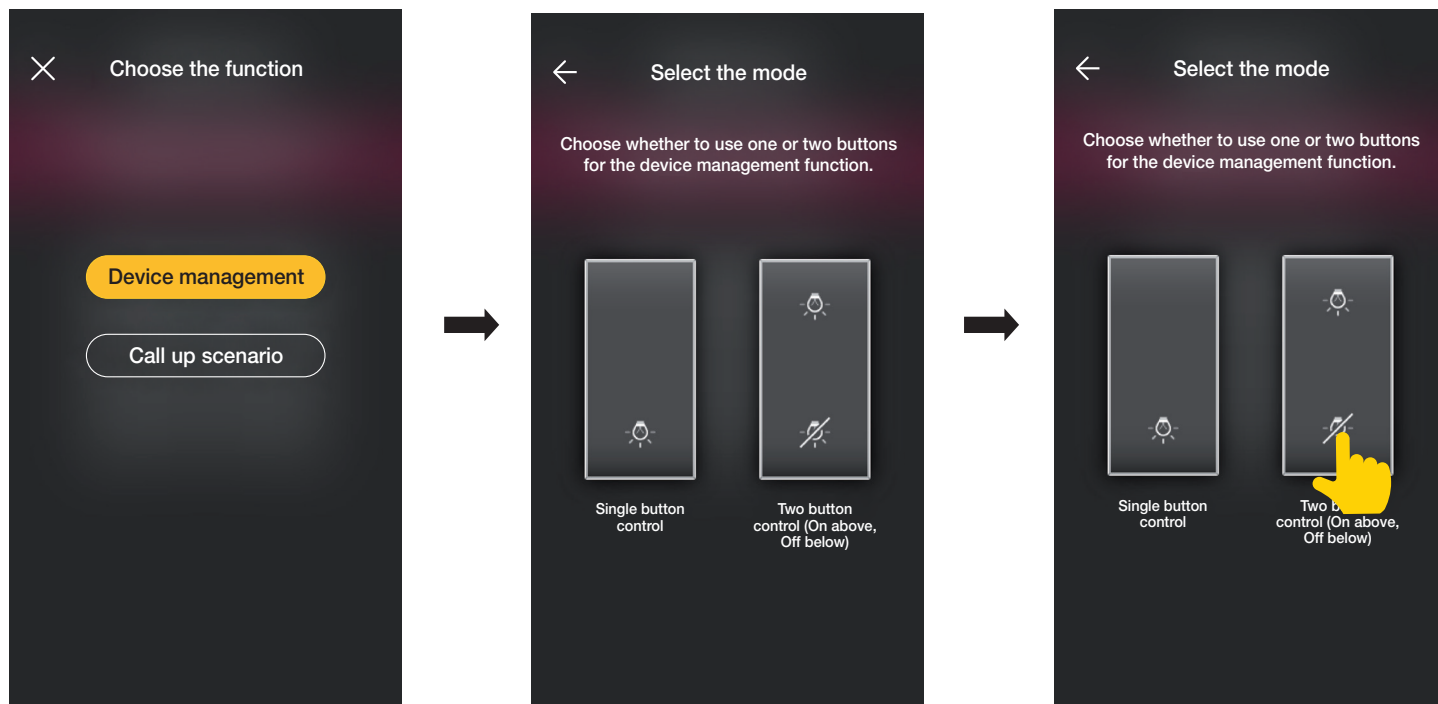 Choose the function
Device management
Call up scenario
Select the mode
Choose whether to use one or two buttons
for the device management function.
Single button
control
Two button
control (On above,
Off below)
Select the mode
Choose whether to use one or two buttons
for the device management function.
Single button
control
Two b
control (On above,
Off below)